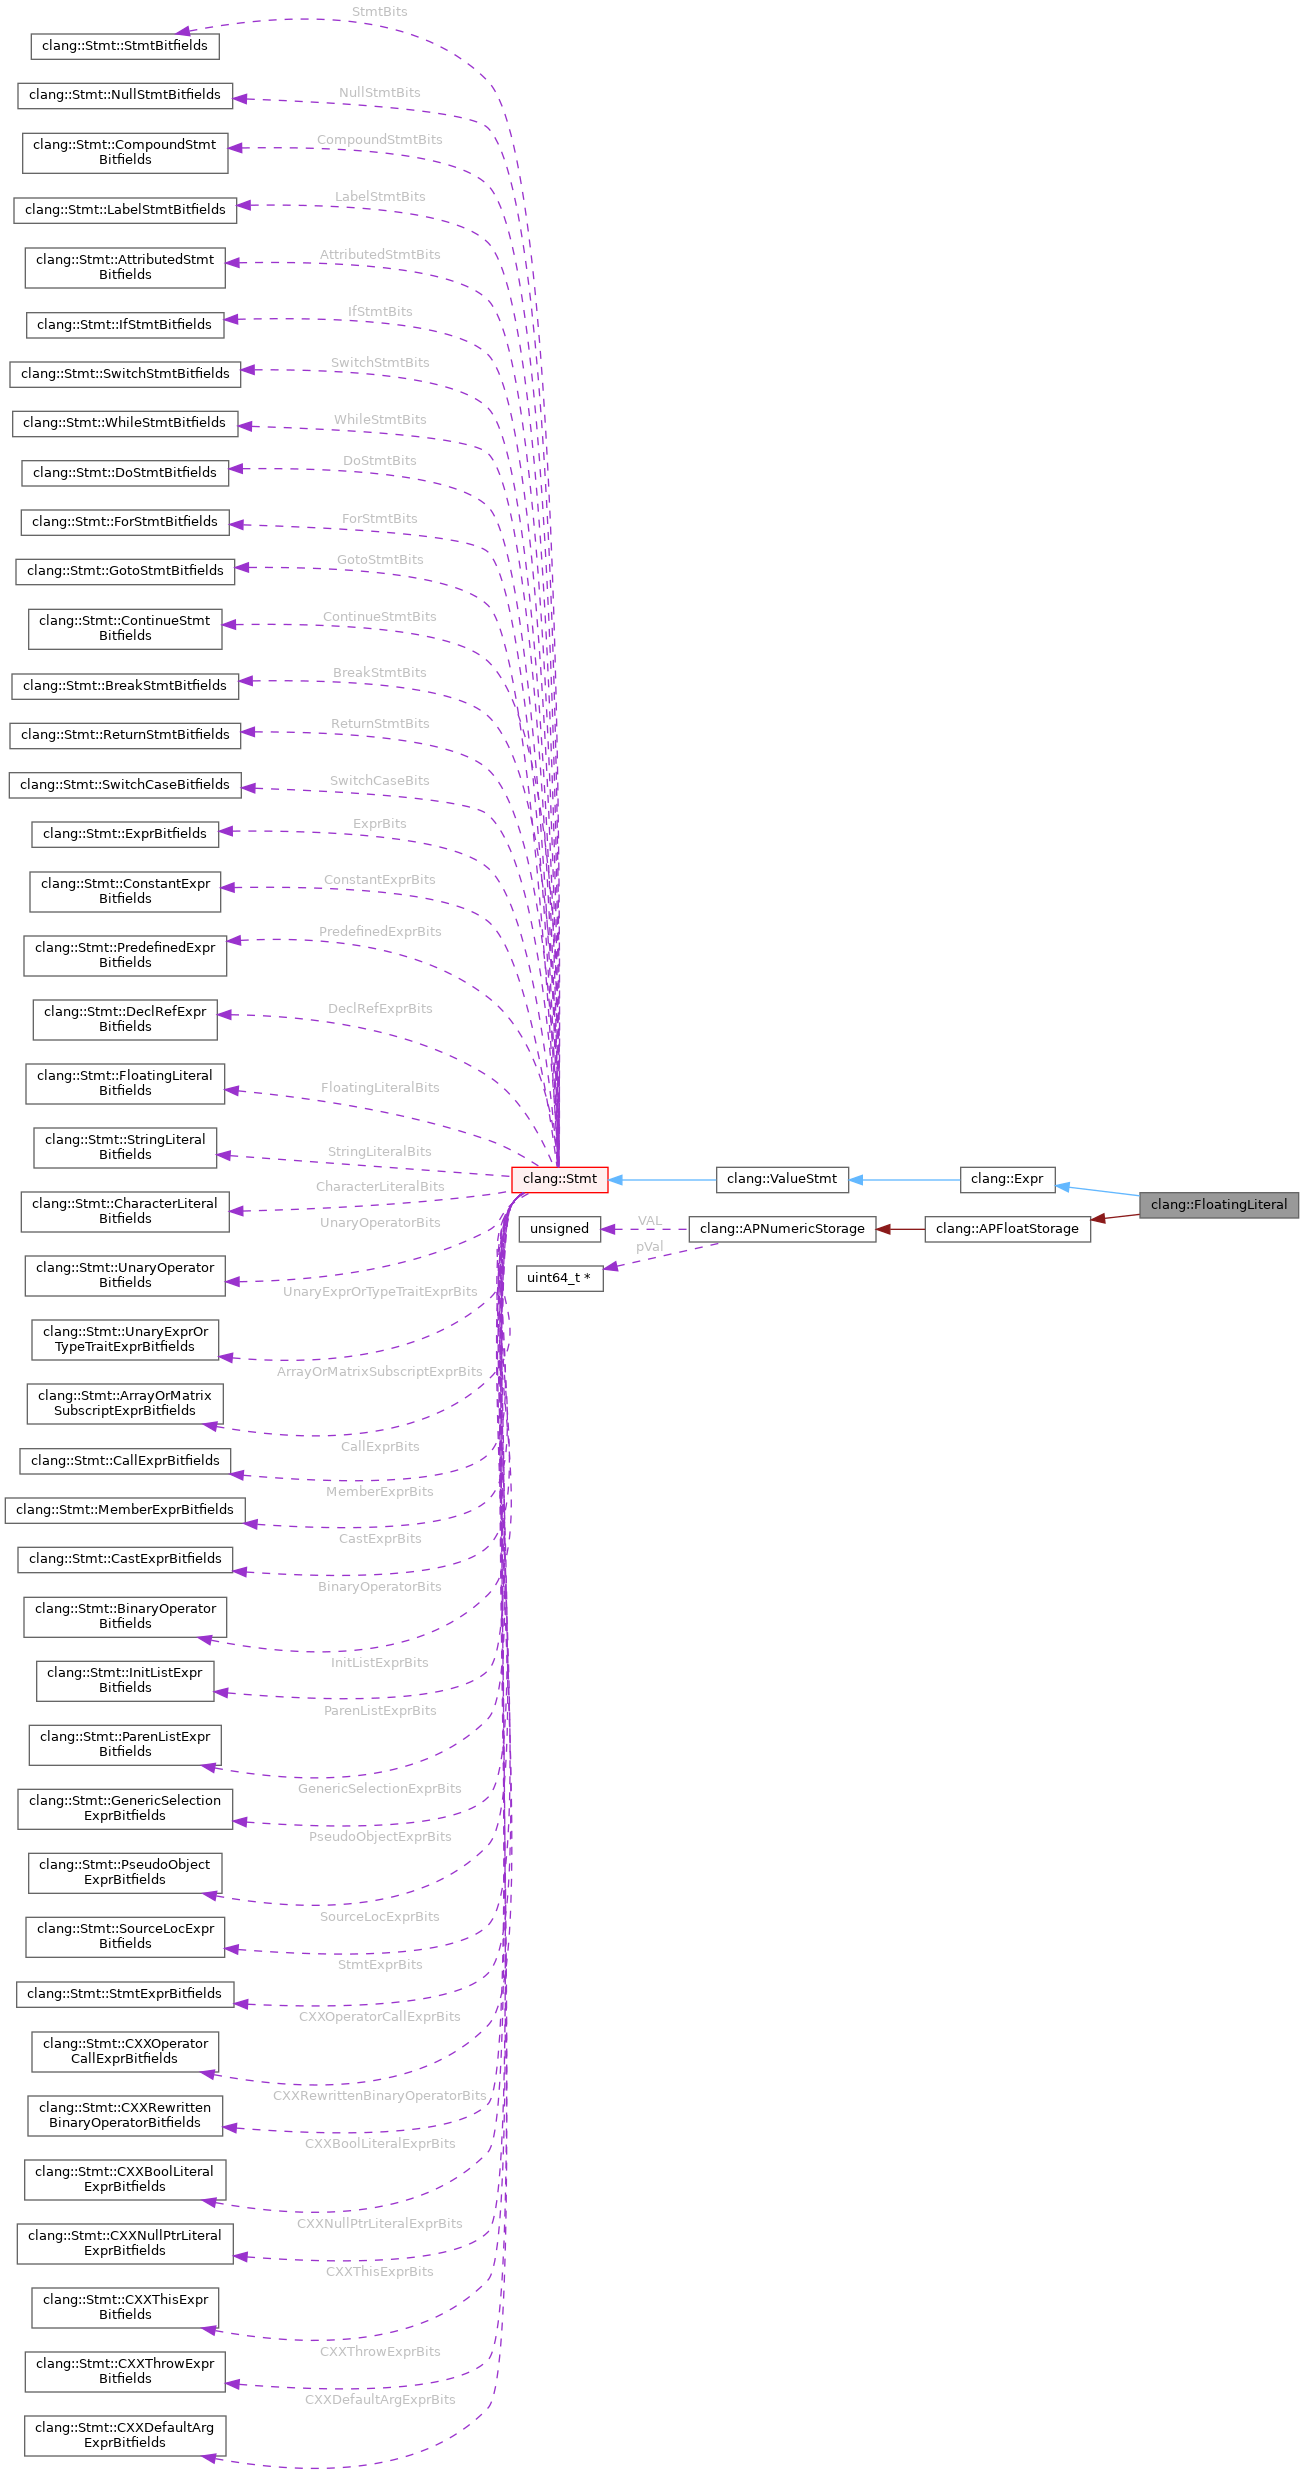 StmtBits
clang::Stmt::StmtBitfields
NullStmtBits
clang::Stmt::NullStmtBitfields
CompoundStmtBits
clang::Stmt::CompoundStmt
Bitfields
LabelStmtBits
clang::Stmt::LabelStmtBitfields
AttributedStmtBits
clang::Stmt::AttributedStmt
Bitfields
IfStmtBits
clang::Stmt::IfStmtBitfields
SwitchStmtBits
clang::Stmt::SwitchStmtBitfields
WhileStmtBits
clang::Stmt::WhileStmtBitfields
DoStmtBits
clang::Stmt::DoStmtBitfields
ForStmtBits
clang::Stmt::ForStmtBitfields
GotoStmtBits
clang::Stmt::GotoStmtBitfields
ContinueStmtBits
clang::Stmt::ContinueStmt
Bitfields
BreakStmtBits
clang::Stmt::BreakStmtBitfields
ReturnStmtBits
clang::Stmt::ReturnStmtBitfields
SwitchCaseBits
clang::Stmt::SwitchCaseBitfields
ExprBits
clang::Stmt::ExprBitfields
ConstantExprBits
clang::Stmt::ConstantExpr
Bitfields
PredefinedExprBits
clang::Stmt::PredefinedExpr
Bitfields
DeclRefExprBits
clang::Stmt::DeclRefExpr
Bitfields
FloatingLiteralBits
clang::Stmt::FloatingLiteral
Bitfields
StringLiteralBits
clang::Stmt::StringLiteral
Bitfields
clang::Stmt
clang::ValueStmt
clang::Expr
clang::FloatingLiteral
CharacterLiteralBits
clang::Stmt::CharacterLiteral
Bitfields
UnaryOperatorBits
unsigned
VAL
clang::APNumericStorage
clang::APFloatStorage
pVal
uint64_t *
clang::Stmt::UnaryOperator
Bitfields
UnaryExprOrTypeTraitExprBits
clang::Stmt::UnaryExprOr
TypeTraitExprBitfields
ArrayOrMatrixSubscriptExprBits
clang::Stmt::ArrayOrMatrix
SubscriptExprBitfields
CallExprBits
clang::Stmt::CallExprBitfields
MemberExprBits
clang::Stmt::MemberExprBitfields
CastExprBits
clang::Stmt::CastExprBitfields
BinaryOperatorBits
clang::Stmt::BinaryOperator
Bitfields
InitListExprBits
clang::Stmt::InitListExpr
Bitfields
ParenListExprBits
clang::Stmt::ParenListExpr
Bitfields
GenericSelectionExprBits
clang::Stmt::GenericSelection
ExprBitfields
PseudoObjectExprBits
clang::Stmt::PseudoObject
ExprBitfields
SourceLocExprBits
clang::Stmt::SourceLocExpr
Bitfields
StmtExprBits
clang::Stmt::StmtExprBitfields
CXXOperatorCallExprBits
clang::Stmt::CXXOperator
CallExprBitfields
CXXRewrittenBinaryOperatorBits
clang::Stmt::CXXRewritten
BinaryOperatorBitfields
CXXBoolLiteralExprBits
clang::Stmt::CXXBoolLiteral
ExprBitfields
CXXNullPtrLiteralExprBits
clang::Stmt::CXXNullPtrLiteral
ExprBitfields
CXXThisExprBits
clang::Stmt::CXXThisExpr
Bitfields
CXXThrowExprBits
clang::Stmt::CXXThrowExpr
Bitfields
CXXDefaultArgExprBits
clang::Stmt::CXXDefaultArg
ExprBitfields